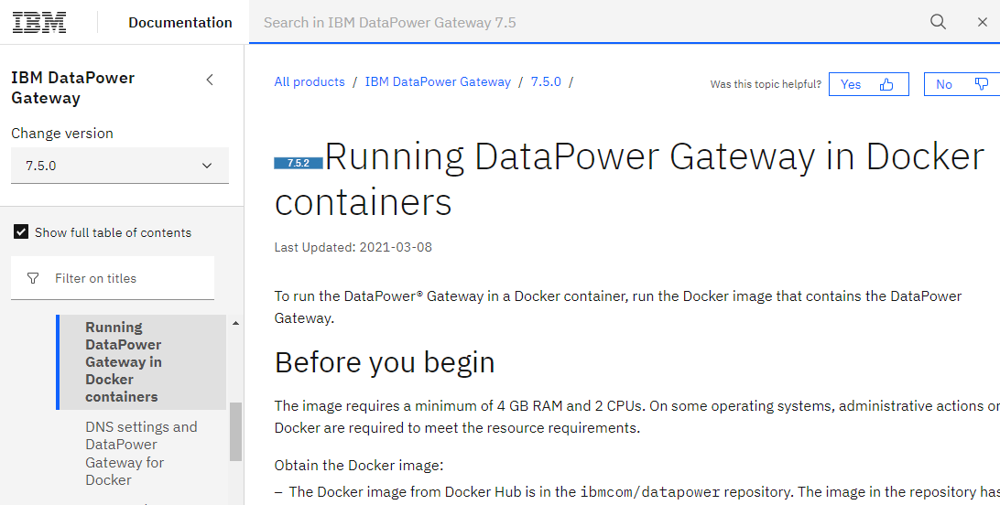 IBM
Documentation
Search in IBM DataPower Gateway 7.5
IBM DataPower
Gateway
Change version
7.5.0
Show full table of contents
Filter on titles
Running
DataPower
Gateway in
Docker
containers
DNS settings and
DataPower
Gateway for
Docker
All products / IBM DataPower Gateway / 7.5.0 /
Was this topic helpful? Yes No
7.5.2 Running DataPower Gateway in Docker
containers
Last Updated: 2021-03-08
To run the DataPower® Gateway in a Docker container, run the Docker image that contains the DataPower
Gateway.
Before you begin
The image requires a minimum of 4 GB RAM and 2 CPUs. On some operating systems, administrative actions or
Docker are required to meet the resource requirements.
Obtain the Docker image:
– The Docker image from Docker Hub is in the ibmcom/datapower repository. The image in the repository has